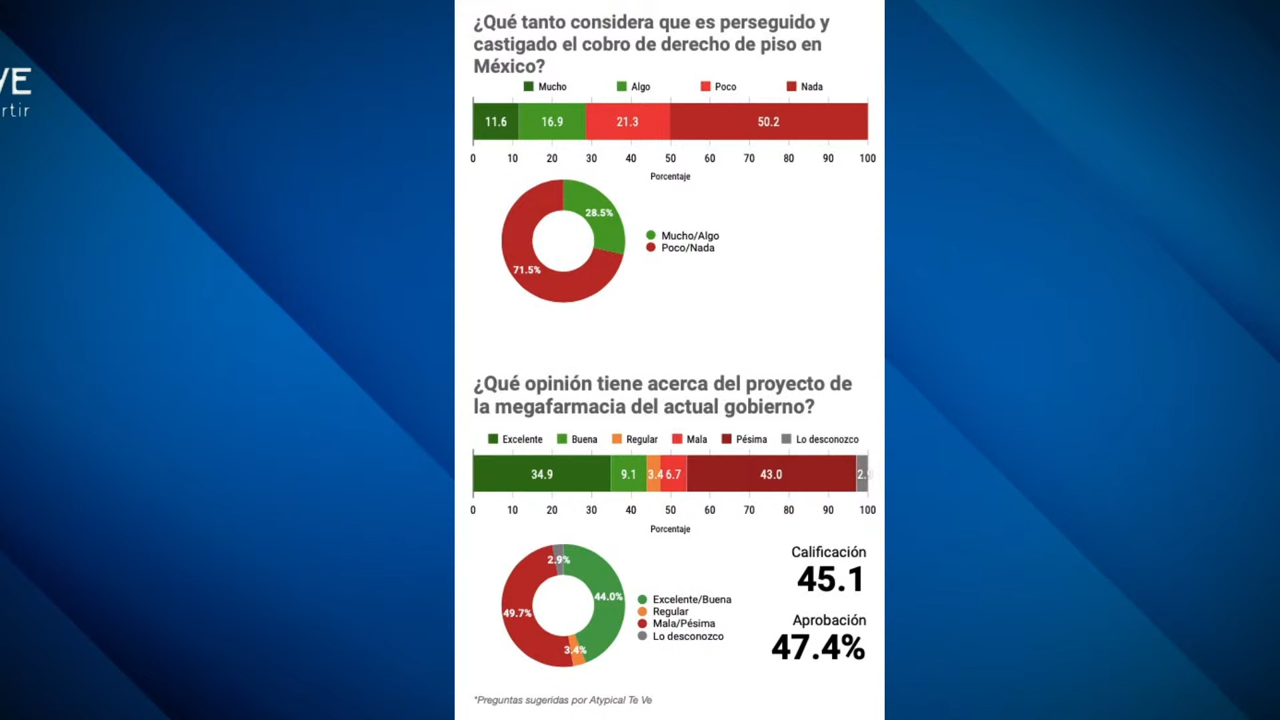 ¿Qué tanto considera que es perseguido y
castigado el cobro de derecho de piso en
México?
Mucho Algo Poco Nada
11.6 16.9 21.3 50.2
0 10 20 30 40 50 60 70 80 90 100
Porcentaje
28.5%
71.5%
Mucho/Algo
Poco/Nada
¿Qué opinión tiene acerca del proyecto de
la megafarmacia del actual gobierno?
Excelente Buena Regular Mala Pésima Lo desconozco
34.9 9.1 3.4 6.7 43.0
0 10 20 30 40 50 60 70 80 90 100
Porcentaje
2.9%
44.0%
49.7%
3.4%
Excelente/Buena
Regular
Mala/Pésima
Lo desconozco
Calificación
45.1
Aprobación
47.4%
*Preguntas sugeridas por Atypical Te Ve